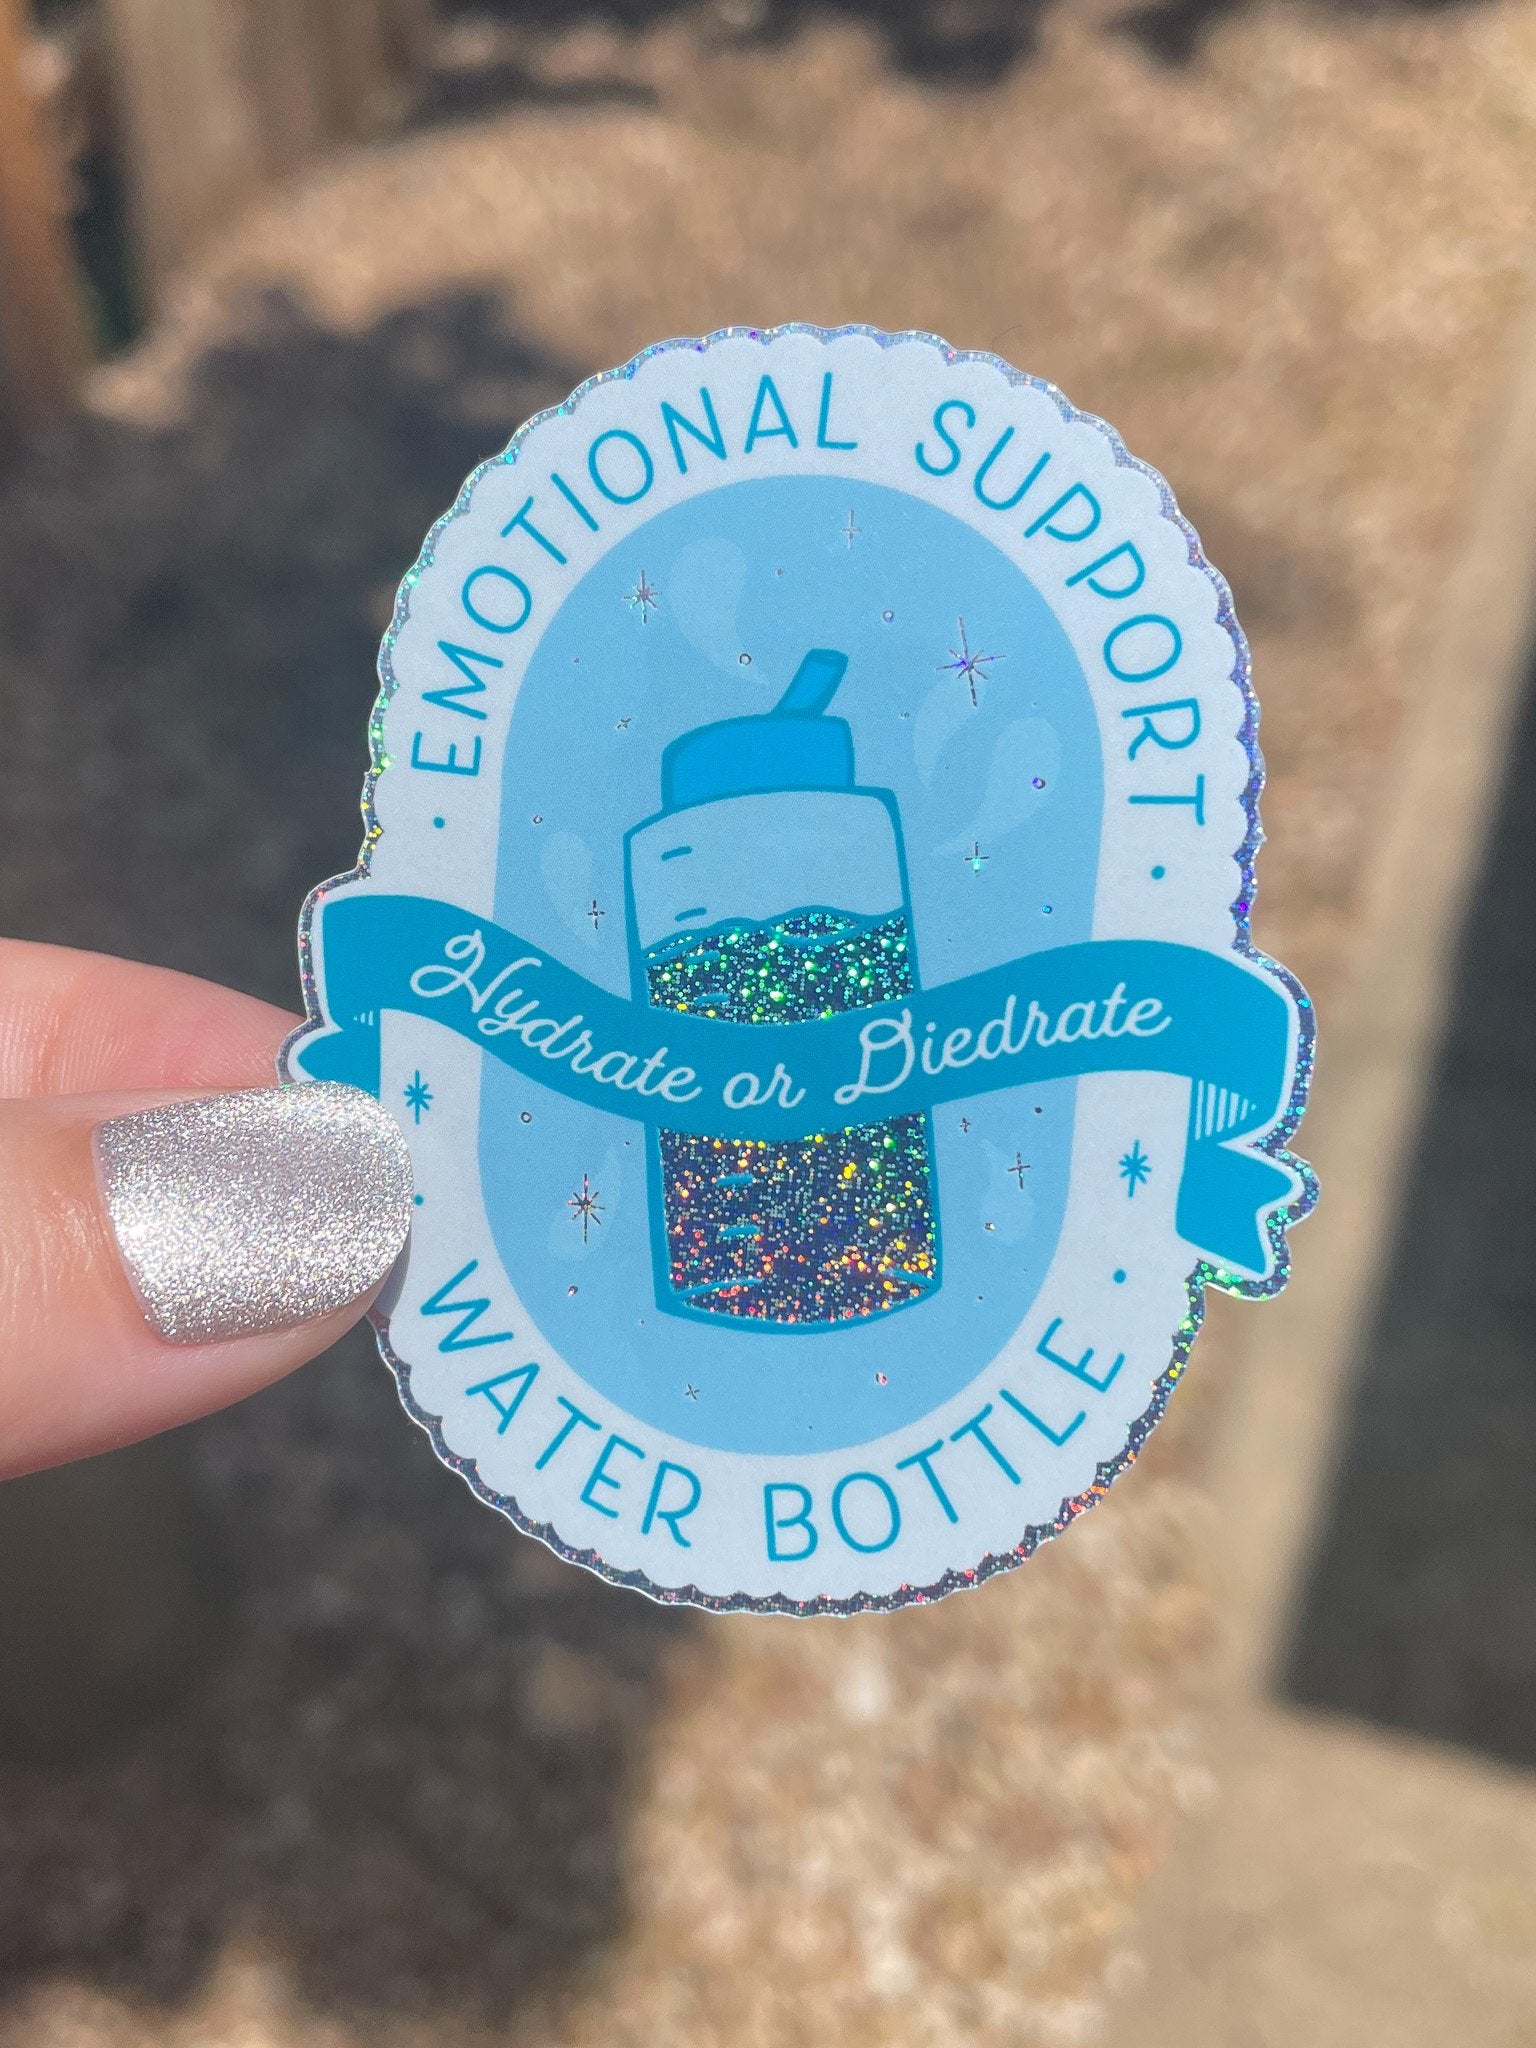 EMOTIONAL SUPPORT
Hydrate or Diedrate
WATER BOTTLE